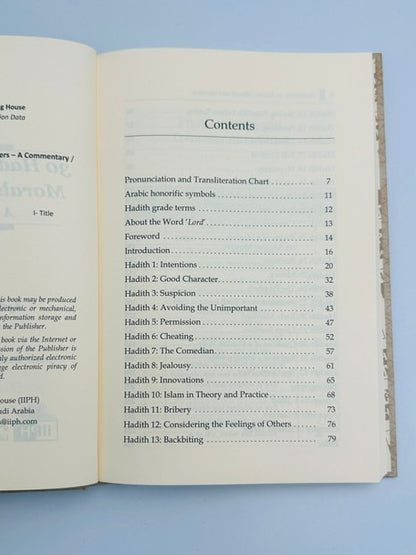 g House
ion Data
ers – A Commentary /
I- Title
is book may be produced
lectronic or mechanical,
nformation storage and
the Publisher.
book via the Internet or
ission of the Publisher is
ly authorized electronic
age electronic piracy of
d.
ouse (IIPH)
udi Arabia
@iiph.com
Contents
Pronunciation and Transliteration Chart 7
Arabic honorific symbols 11
Hadith grade terms 12
About the Word 'Lord' 13
Foreword 14
Introduction 16
Hadith 1: Intentions 20
Hadith 2: Good Character 32
Hadith 3: Suspicion 38
Hadith 4: Avoiding the Unimportant 43
Hadith 5: Permission 47
Hadith 6: Cheating 52
Hadith 7: The Comedian 57
Hadith 8: Jealousy 61
Hadith 9: Innovations 65
Hadith 10: Islam in Theory and Practice 68
Hadith 11: Bribery 73
Hadith 12: Considering the Feelings of Others 76
Hadith 13: Backbiting 79